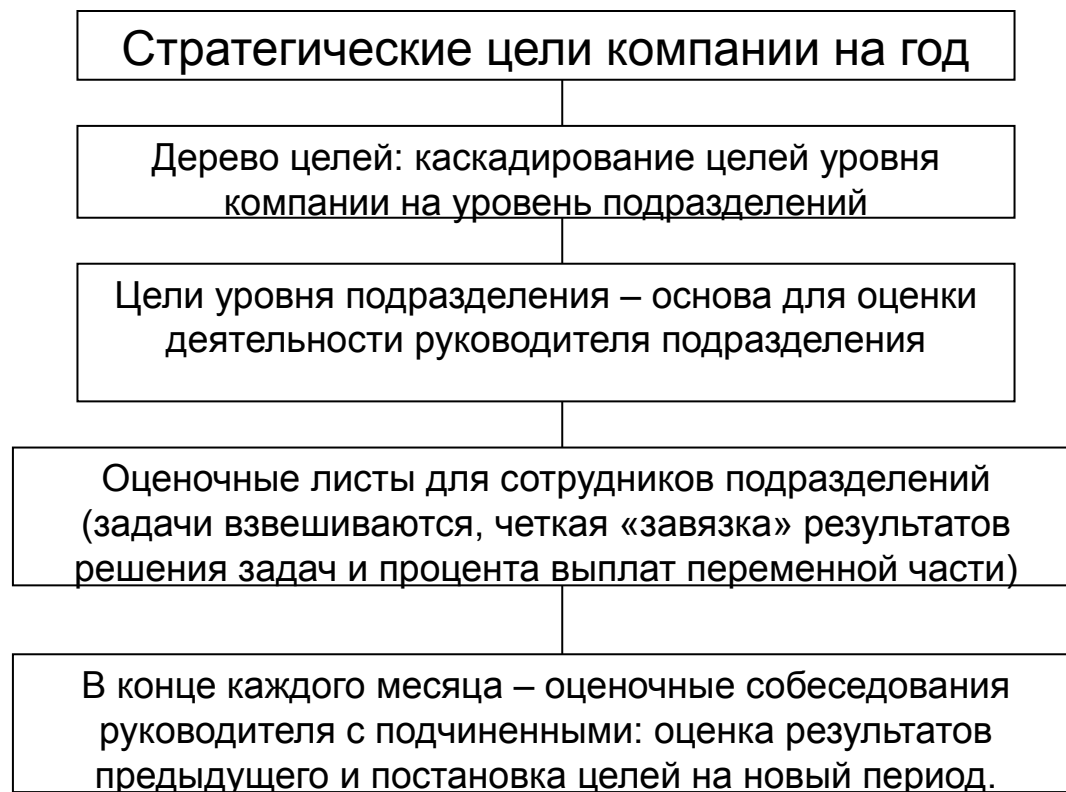 Стратегические цели компании на год
Дерево целей: каскадирование целей уровня
компании на уровень подразделений
Цели уровня подразделения – основа для оценки
деятельности руководителя подразделения
Оценочные листы для сотрудников подразделений
(задачи взвешиваются, четкая «завязка» результатов
решения задач и процента выплат переменной части)
В конце каждого месяца – оценочные собеседования
руководителя с подчиненными: оценка результатов
предыдущего и постановка целей на новый период.